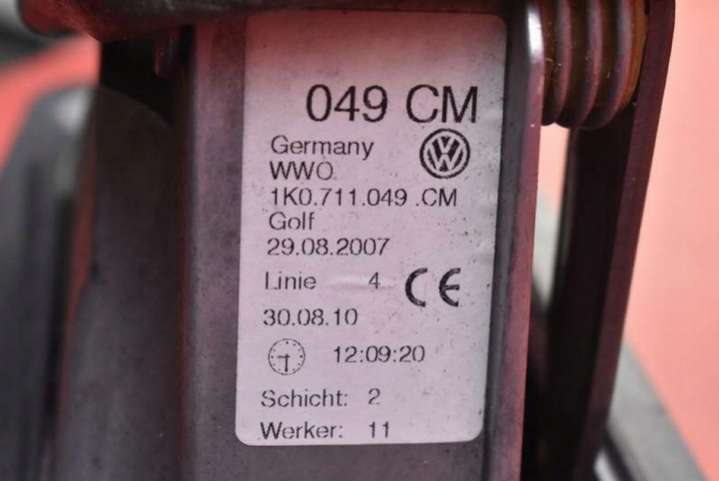 049 CM
Germany
WWO
1K0.711.049 .CM
Golf
29.08.2007
Linie 4 CE
30.08.10
12:09:20
Schicht: 2
Werker: 11